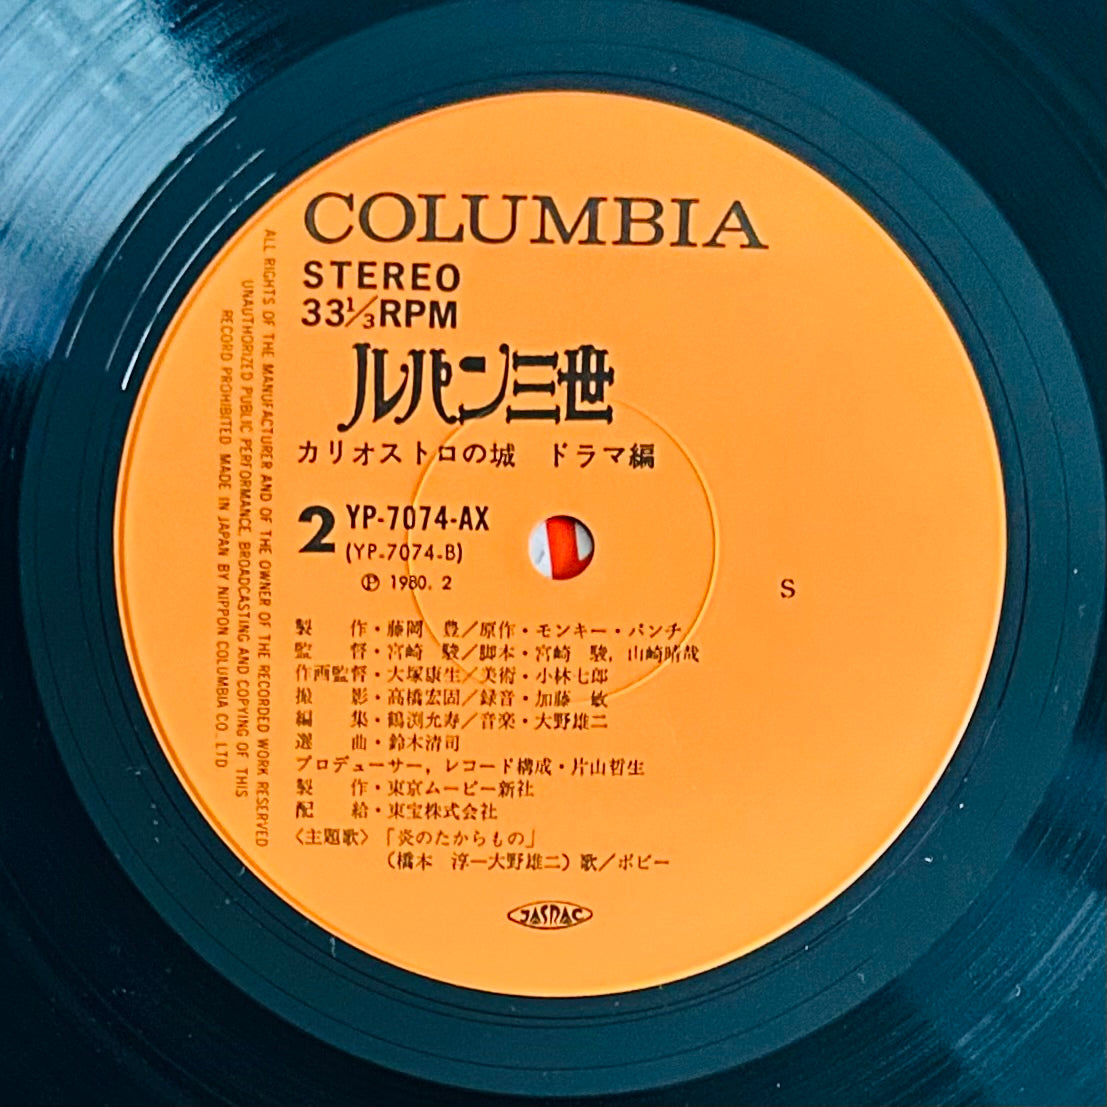 COLUMBIA
STEREO
33⅓RPM
ルパン三世
カリオストロの城　ドラマ編
2 YP-7074-AX
(YP-7074-B)
Ⓟ 1980. 2
S
製　　作・藤岡　豊／原作・モンキー・パンチ
監　　督・宮崎　駿／脚本・宮崎　駿, 山崎晴哉
作画監督・大塚康生／美術・小林七郎
撮　　影・高橋宏固／録音・加藤　敏
編　　集・鶴渕允寿／音楽・大野雄二
選　　曲・鈴木清司
プロデューサー, レコード構成・片山哲生
製　　作・東京ムービー新社
配　　給・東宝株式会社
〈主題歌〉「炎のたからもの」
（橋本　淳―大野雄二）歌／ボビー
JASRAC
ALL RIGHTS OF THE MANUFACTURER AND OF THE OWNER OF THE RECORDED WORK RESERVED
UNAUTHORIZED PUBLIC PERFORMANCE, BROADCASTING AND COPYING OF THIS
RECORD PROHIBITED MADE IN JAPAN BY NIPPON COLUMBIA CO. LTD